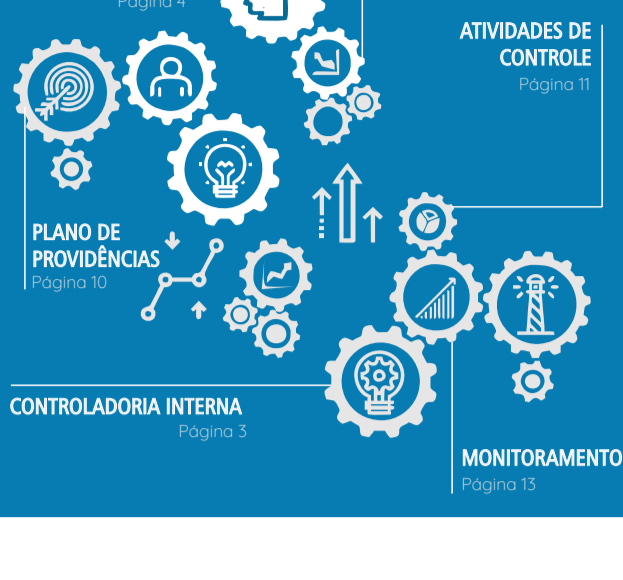 Página 4
ATIVIDADES DE
CONTROLE
Página 11
PLANO DE
PROVIDÊNCIAS
Página 10
CONTROLADORIA INTERNA
Página 3
MONITORAMENTO
Página 13